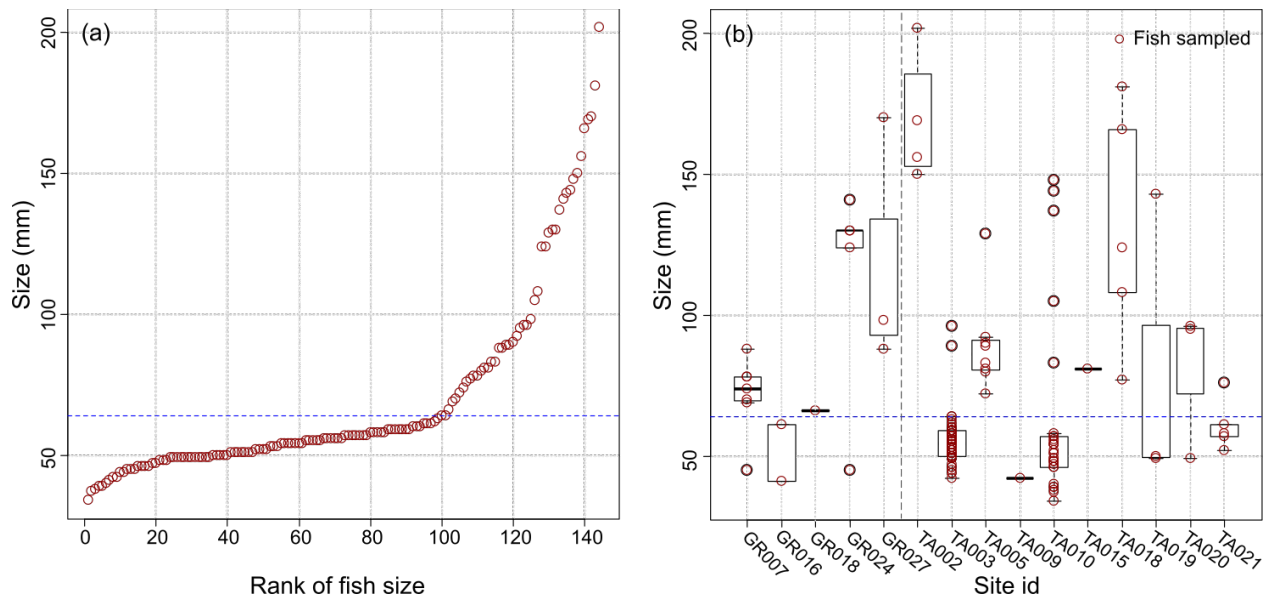 (a)
Size (mm)
200
150
100
50
0
20
40
60
80
100
120
140
Rank of fish size
(b)
Fish sampled
Size (mm)
200
150
100
50
GR007
GR016
GR018
GR024
GR027
TA002
TA003
TA005
TA009
TA010
TA015
TA018
TA019
TA020
TA021
Site id